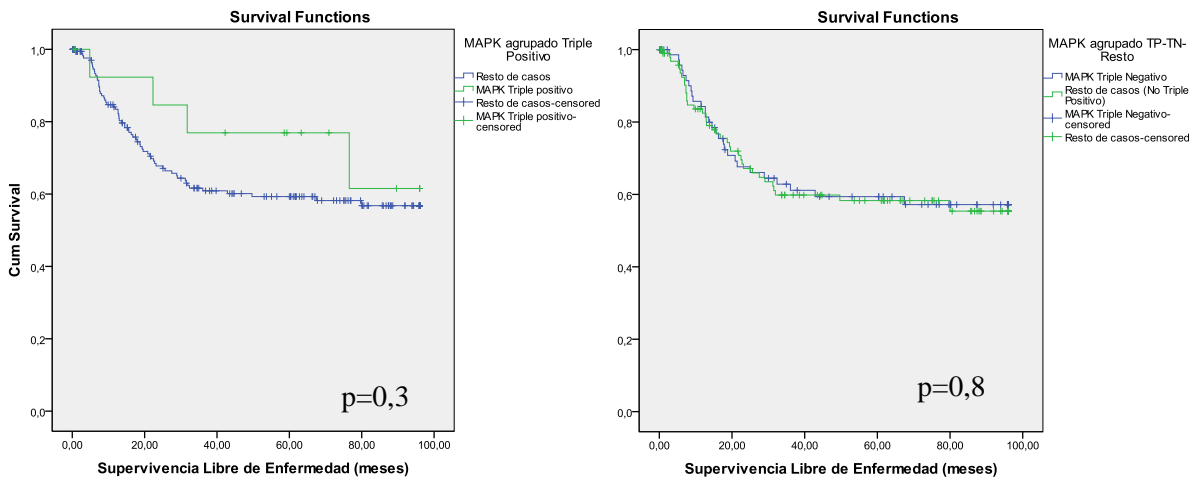 Survival Functions
MAPK agrupado Triple
Positivo
Resto de casos
MAPK Triple positivo
Resto de casos-censored
MAPK Triple positivo-
censored
Cum Survival
1,0
0,8
0,6
0,4
0,2
0,0
p=0,3
0,00
20,00
40,00
60,00
80,00
100,00
Supervivencia Libre de Enfermedad (meses)
Survival Functions
MAPK agrupado TP-TN-
Resto
MAPK Triple Negativo
Resto de casos (No Triple
Positivo)
MAPK Triple Negativo-
censored
Resto de casos-censored
1,0
0,8
0,6
0,4
0,2
0,0
p=0,8
0,00
20,00
40,00
60,00
80,00
100,00
Supervivencia Libre de Enfermedad (meses)